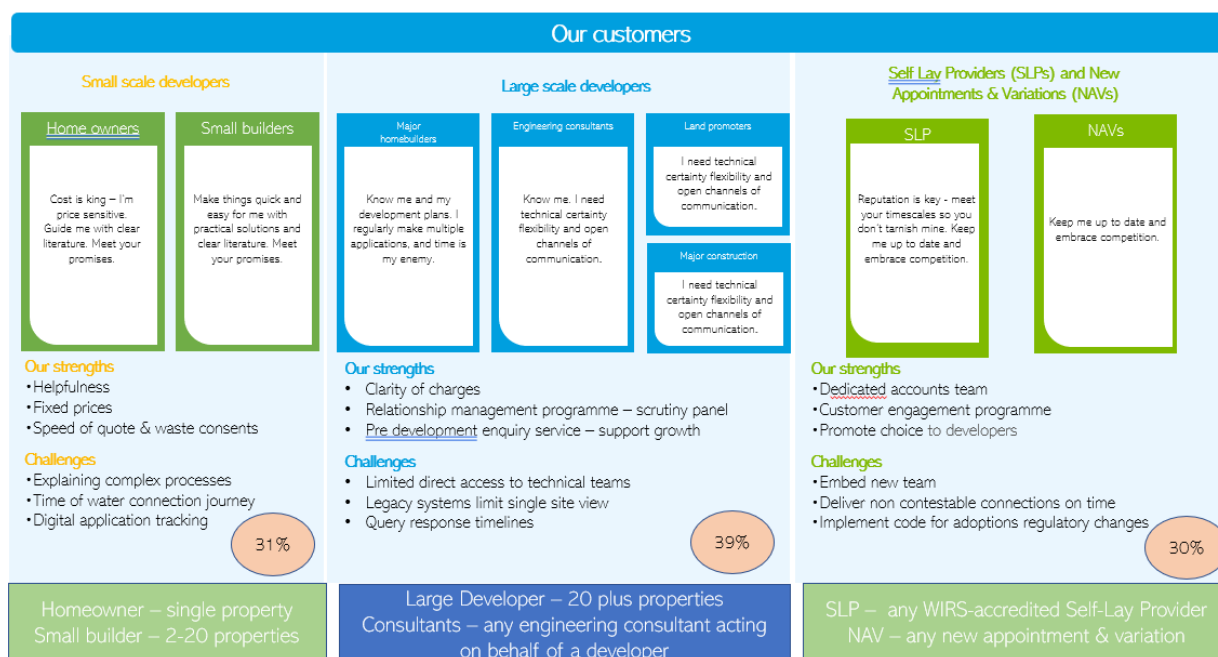 Our customers
Small scale developers
Home owners
Cost is king – I'm
price sensitive.
Guide me with clear
literature. Meet your
promises.
Small builders
Make things quick and
easy for me with
practical solutions and
clear literature. Meet
your promises.
Our strengths
•Helpfulness
•Fixed prices
•Speed of quote & waste consents
Challenges
•Explaining complex processes
•Time of water connection journey
•Digital application tracking
31%
Homeowner – single property
Small builder – 2-20 properties
Large scale developers
Major
homebuilders
Know me and my
development plans. I
regularly make multiple
applications, and time is
my enemy.
Engineering consultants
Know me. I need
technical certainty
flexibility and open
channels of
communication.
Land promoters
I need technical
certainty flexibility and
open channels of
communication.
Major construction
I need technical
certainty flexibility and
open channels of
communication.
Our strengths
• Clarity of charges
• Relationship management programme – scrutiny panel
• Pre development enquiry service – support growth
Challenges
• Limited direct access to technical teams
• Legacy systems limit single site view
• Query response timelines
39%
Large Developer – 20 plus properties
Consultants – any engineering consultant acting
on behalf of a developer
Self Lay Providers (SLPs) and New
Appointments & Variations (NAVs)
SLP
Reputation is key - meet
your timescales so you
don't tarnish mine. Keep
me up to date and
embrace competition.
NAVs
Keep me up to date and
embrace competition.
Our strengths
•Dedicated accounts team
•Customer engagement programme
•Promote choice to developers
Challenges
•Embed new team
•Deliver non contestable connections on time
•Implement code for adoptions regulatory changes
30%
SLP – any WIRS-accredited Self-Lay Provider
NAV – any new appointment & variation